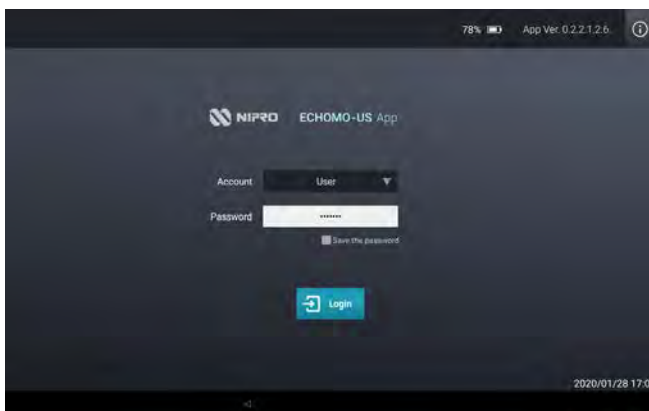 78% App Ver. 0.2.2.1.2.6.
NIPRO ECHOMO-US App
Account User
Password •••••••
Save the password
Login
2020/01/28 17:0